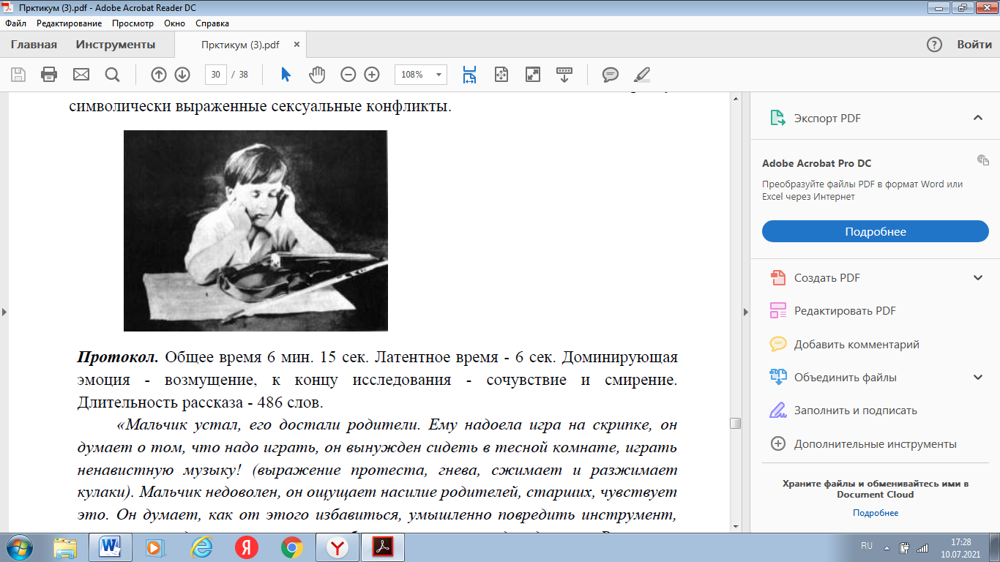 Прктикум (3).pdf - Adobe Acrobat Reader DC
Файл Редактирование Просмотр Окно Справка
Главная Инструменты Прктикум (3).pdf × Войти
30 / 38 108%
символически выраженные сексуальные конфликты.
Протокол. Общее время 6 мин. 15 сек. Латентное время - 6 сек. Доминирующая
эмоция - возмущение, к концу исследования - сочувствие и смирение.
Длительность рассказа - 486 слов.
«Мальчик устал, его достали родители. Ему надоела игра на скрипке, он
думает о том, что надо играть, он вынужден сидеть в тесной комнате, играть
ненавистную музыку! (выражение протеста, гнева, сжимает и разжимает
кулаки). Мальчик недоволен, он ощущает насилие родителей, старших, чувствует
это. Он думает, как от этого избавиться, умышленно повредить инструмент,
Экспорт PDF
Adobe Acrobat Pro DC
Преобразуйте файлы PDF в формат Word или
Excel через Интернет
Подробнее
Создать PDF
Редактировать PDF
Добавить комментарий
Объединить файлы
Заполнить и подписать
Дополнительные инструменты
Храните файлы и обменивайтесь ими в
Document Cloud
Подробнее
RU 17:28
10.07.2021